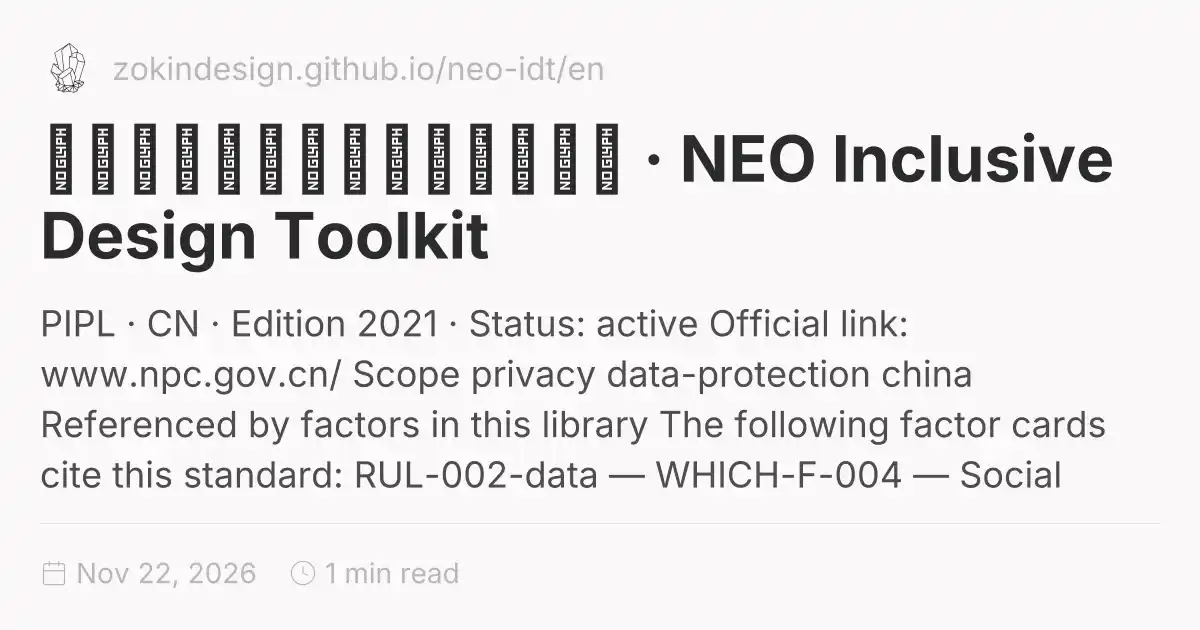 zokindesign.github.io/neo-idt/en
· NEO Inclusive
Design Toolkit
PIPL · CN · Edition 2021 · Status: active Official link:
www.npc.gov.cn/ Scope privacy data-protection china
Referenced by factors in this library The following factor cards
cite this standard: RUL-002-data — WHICH-F-004 — Social
Nov 22, 2026 1 min read